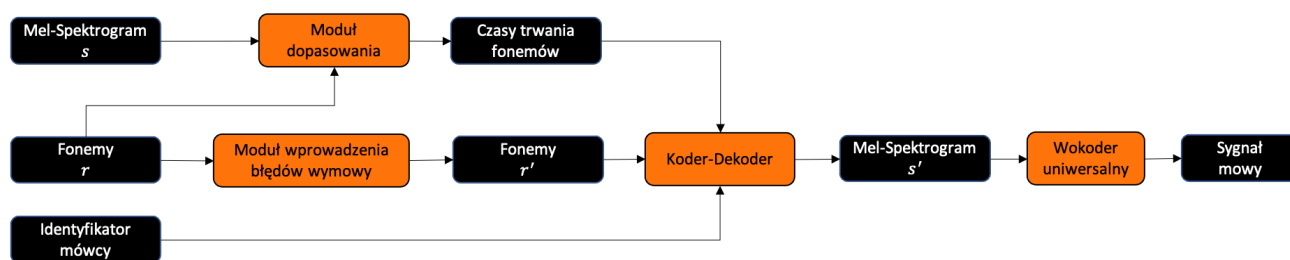 Mel-Spektrogram
s
Moduł
dopasowania
Czasy trwania
fonemów
Fonemy
r
Moduł wprowadzenia
błędów wymowy
Fonemy
r′
Koder-Dekoder
Mel-Spektrogram
s′
Wokoder
uniwersalny
Sygnał
mowy
Identyfikator
mówcy